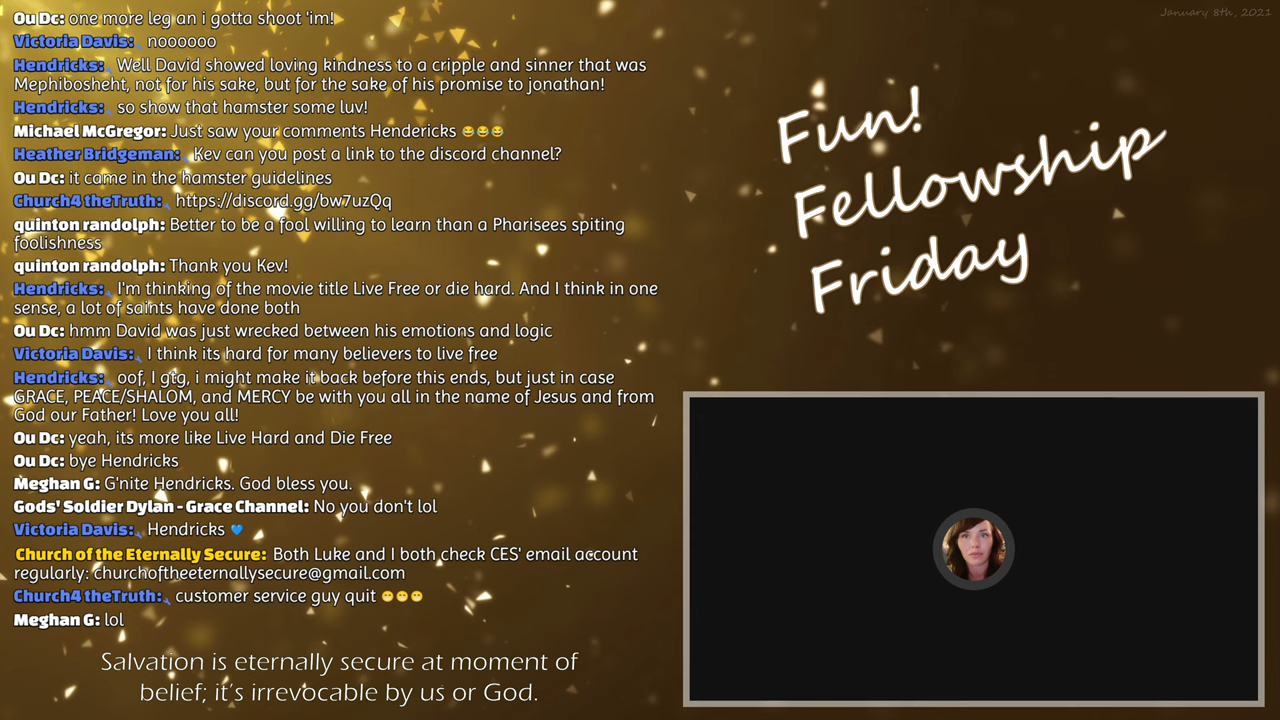 Ou Dc: one more leg an i gotta shoot 'im!
Victoria Davis: noooooo
Hendricks: Well David showed loving kindness to a cripple and sinner that was
Mephibosheht, not for his sake, but for the sake of his promise to jonathan!
Hendricks: so show that hamster some luv!
Michael McGregor: Just saw your comments Hendericks 😂😂😂
Heather Bridgeman: Kev can you post a link to the discord channel?
Ou Dc: it came in the hamster guidelines
Church4 theTruth: https://discord.gg/bw7uzQq
quinton randolph: Better to be a fool willing to learn than a Pharisees spiting
foolishness
quinton randolph: Thank you Kev!
Hendricks: I'm thinking of the movie title Live Free or die hard. And I think in one
sense, a lot of saints have done both
Ou Dc: hmm David was just wrecked between his emotions and logic
Victoria Davis: I think its hard for many believers to live free
Hendricks: oof, I gtg, i might make it back before this ends, but just in case
GRACE, PEACE/SHALOM, and MERCY be with you all in the name of Jesus and from
God our Father! Love you all!
Ou Dc: yeah, its more like Live Hard and Die Free
Ou Dc: bye Hendricks
Meghan G: G'nite Hendricks. God bless you.
Gods' Soldier Dylan - Grace Channel: No you don't lol
Victoria Davis: Hendricks 💙
Church of the Eternally Secure: Both Luke and I both check CES' email account
regularly: churchoftheeternallysecure@gmail.com
Church4 theTruth: customer service guy quit 😁😁😁
Meghan G: lol
Salvation is eternally secure at moment of
belief; it's irrevocable by us or God.
January 8th, 2021
Fun!
Fellowship
Friday